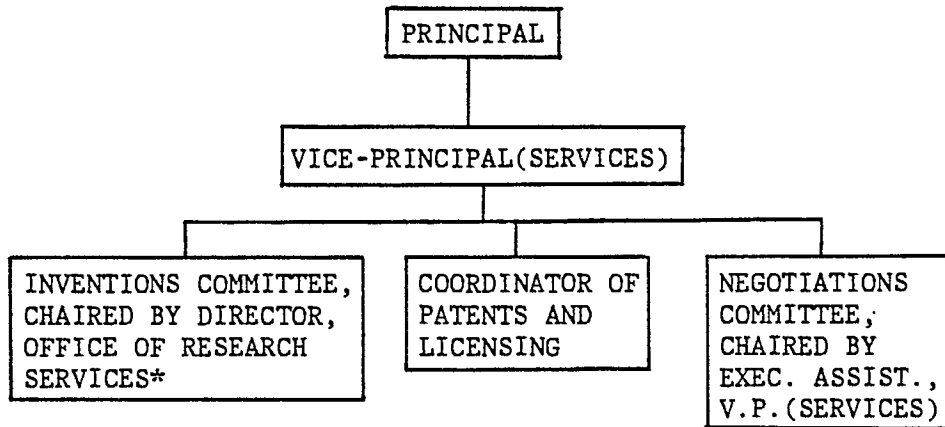 PRINCIPAL
VICE-PRINCIPAL(SERVICES)
INVENTIONS COMMITTEE,
CHAIRED BY DIRECTOR,
OFFICE OF RESEARCH
SERVICES*
COORDINATOR OF
PATENTS AND
LICENSING
NEGOTIATIONS
COMMITTEE,
CHAIRED BY
EXEC. ASSIST.,
V.P.(SERVICES)